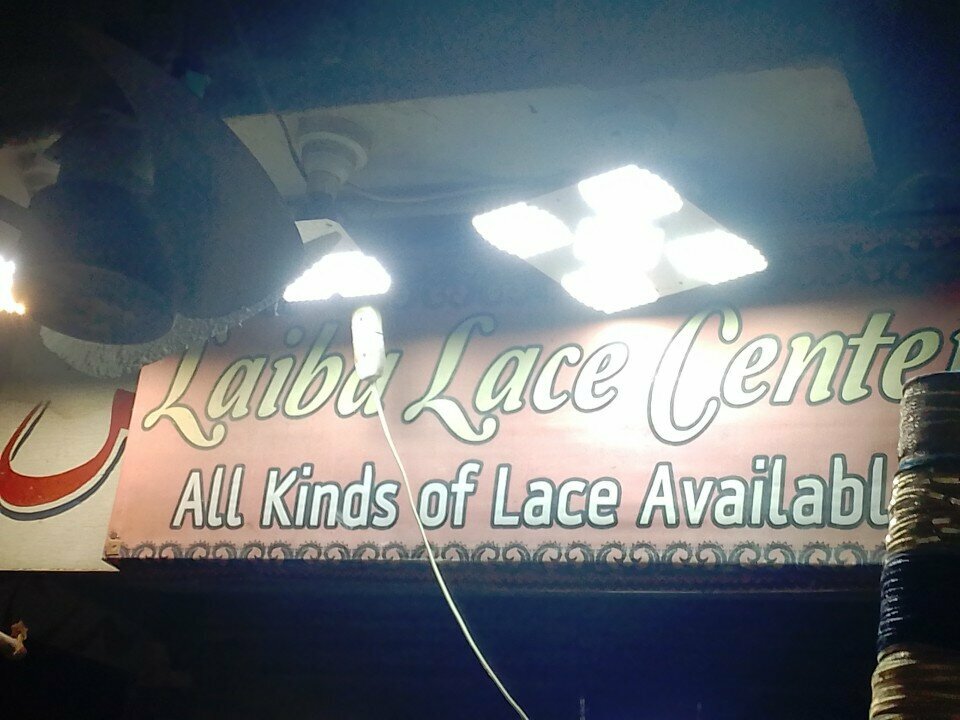 Laiba Lace Center
All Kinds of Lace Availabl